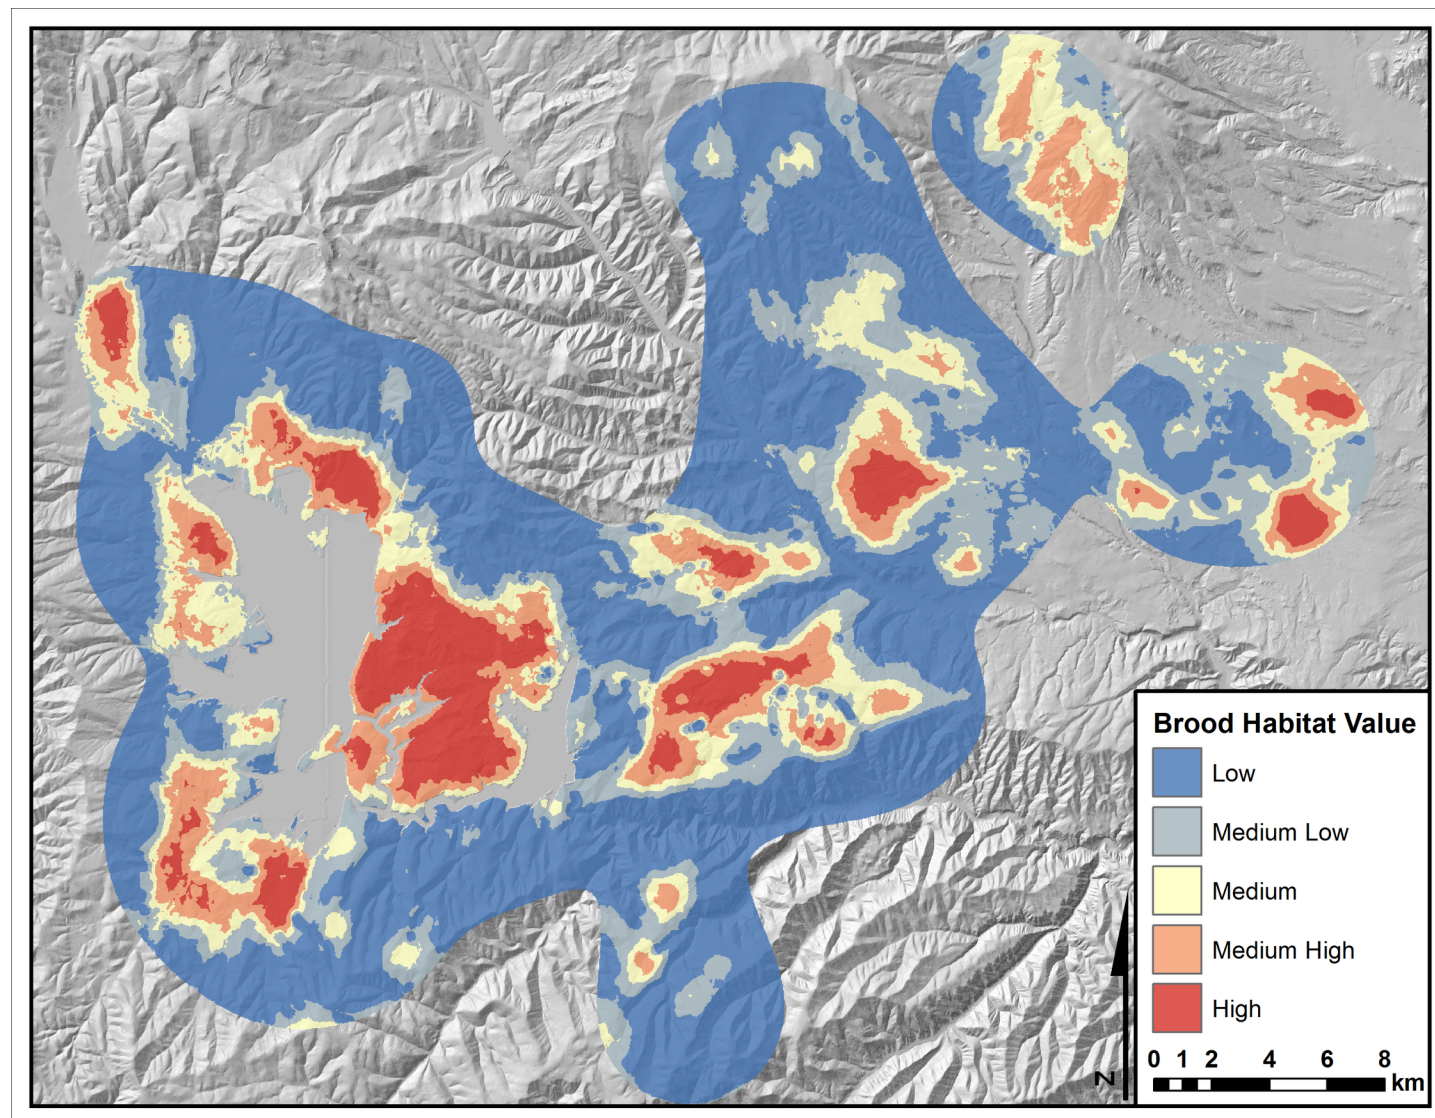 Brood Habitat Value
Low
Medium Low
Medium
Medium High
High
0 1 2 4 6 8
km
N